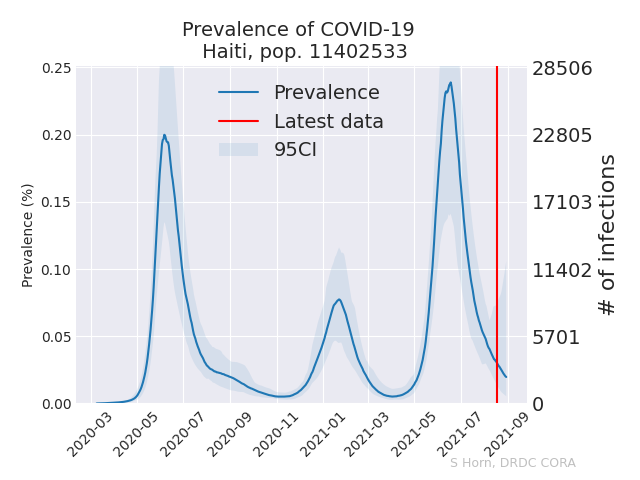 Prevalence of COVID-19
Haiti, pop. 11402533
Prevalence
Latest data
95CI
Prevalence (%)
0.25
0.20
0.15
0.10
0.05
0.00
28506
22805
17103
11402
5701
0
# of infections
2020-03
2020-05
2020-07
2020-09
2020-11
2021-01
2021-03
2021-05
2021-07
2021-09
S Horn, DRDC CORA